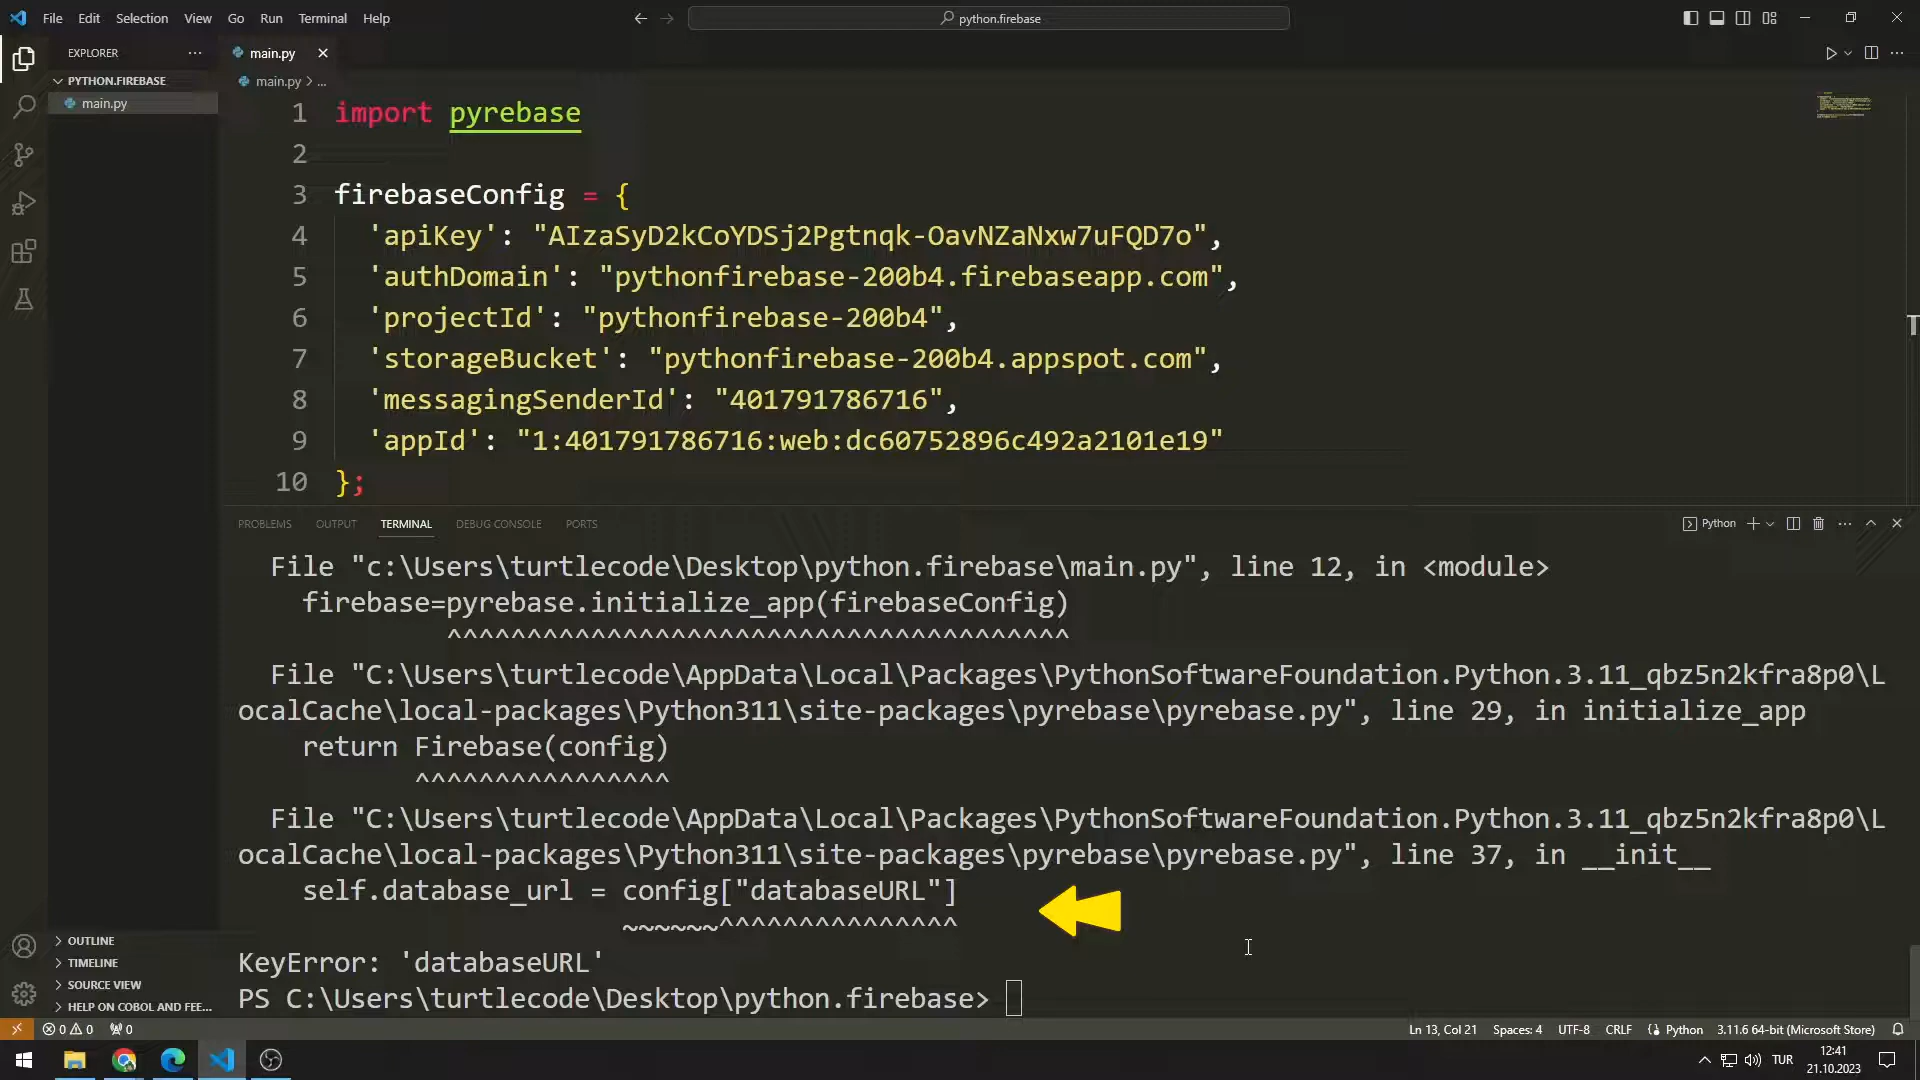 File Edit Selection View Go Run Terminal Help
python.firebase
EXPLORER
PYTHON.FIREBASE
main.py
OUTLINE
TIMELINE
SOURCE VIEW
HELP ON COBOL AND FEE...
main.py
main.py > ...
1 import pyrebase
2
3 firebaseConfig = {
4 'apiKey': "AIzaSyD2kCoYDSj2Pgtnqk-OavNZaNxw7uFQD7o",
5 'authDomain': "pythonfirebase-200b4.firebaseapp.com",
6 'projectId': "pythonfirebase-200b4",
7 'storageBucket': "pythonfirebase-200b4.appspot.com",
8 'messagingSenderId': "401791786716",
9 'appId': "1:401791786716:web:dc60752896c492a2101e19"
10 };
PROBLEMS OUTPUT TERMINAL DEBUG CONSOLE PORTS
Python
File "c:\Users\turtlecode\Desktop\python.firebase\main.py", line 12, in <module>
firebase=pyrebase.initialize_app(firebaseConfig)
^^^^^^^^^^^^^^^^^^^^^^^^^^^^^^^^^^^^^^^
File "C:\Users\turtlecode\AppData\Local\Packages\PythonSoftwareFoundation.Python.3.11_qbz5n2kfra8p0\L
ocalCache\local-packages\Python311\site-packages\pyrebase\pyrebase.py", line 29, in initialize_app
return Firebase(config)
^^^^^^^^^^^^^^^^
File "C:\Users\turtlecode\AppData\Local\Packages\PythonSoftwareFoundation.Python.3.11_qbz5n2kfra8p0\L
ocalCache\local-packages\Python311\site-packages\pyrebase\pyrebase.py", line 37, in __init__
self.database_url = config["databaseURL"]
~~~~~~^^^^^^^^^^^^^^^
KeyError: 'databaseURL'
PS C:\Users\turtlecode\Desktop\python.firebase>
0 0 0
Ln 13, Col 21 Spaces: 4 UTF-8 CRLF Python 3.11.6 64-bit (Microsoft Store)
TUR
12:41
21.10.2023